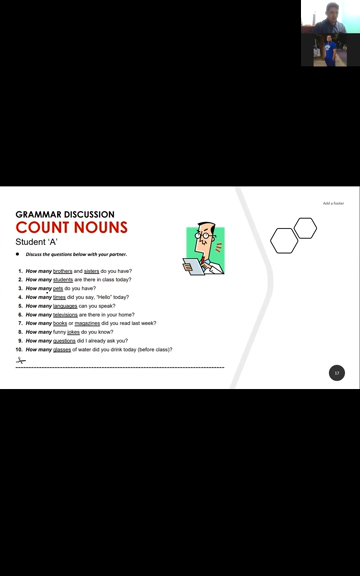 Add a footer
GRAMMAR DISCUSSION
COUNT NOUNS
Student 'A'
Discuss the questions below with your partner.
1. How many brothers and sisters do you have?
2. How many students are there in class today?
3. How many pets do you have?
4. How many times did you say, "Hello" today?
5. How many languages can you speak?
6. How many televisions are there in your home?
7. How many books or magazines did you read last week?
8. How many funny jokes do you know?
9. How many questions did I already ask you?
10. How many glasses of water did you drink today (before class)?